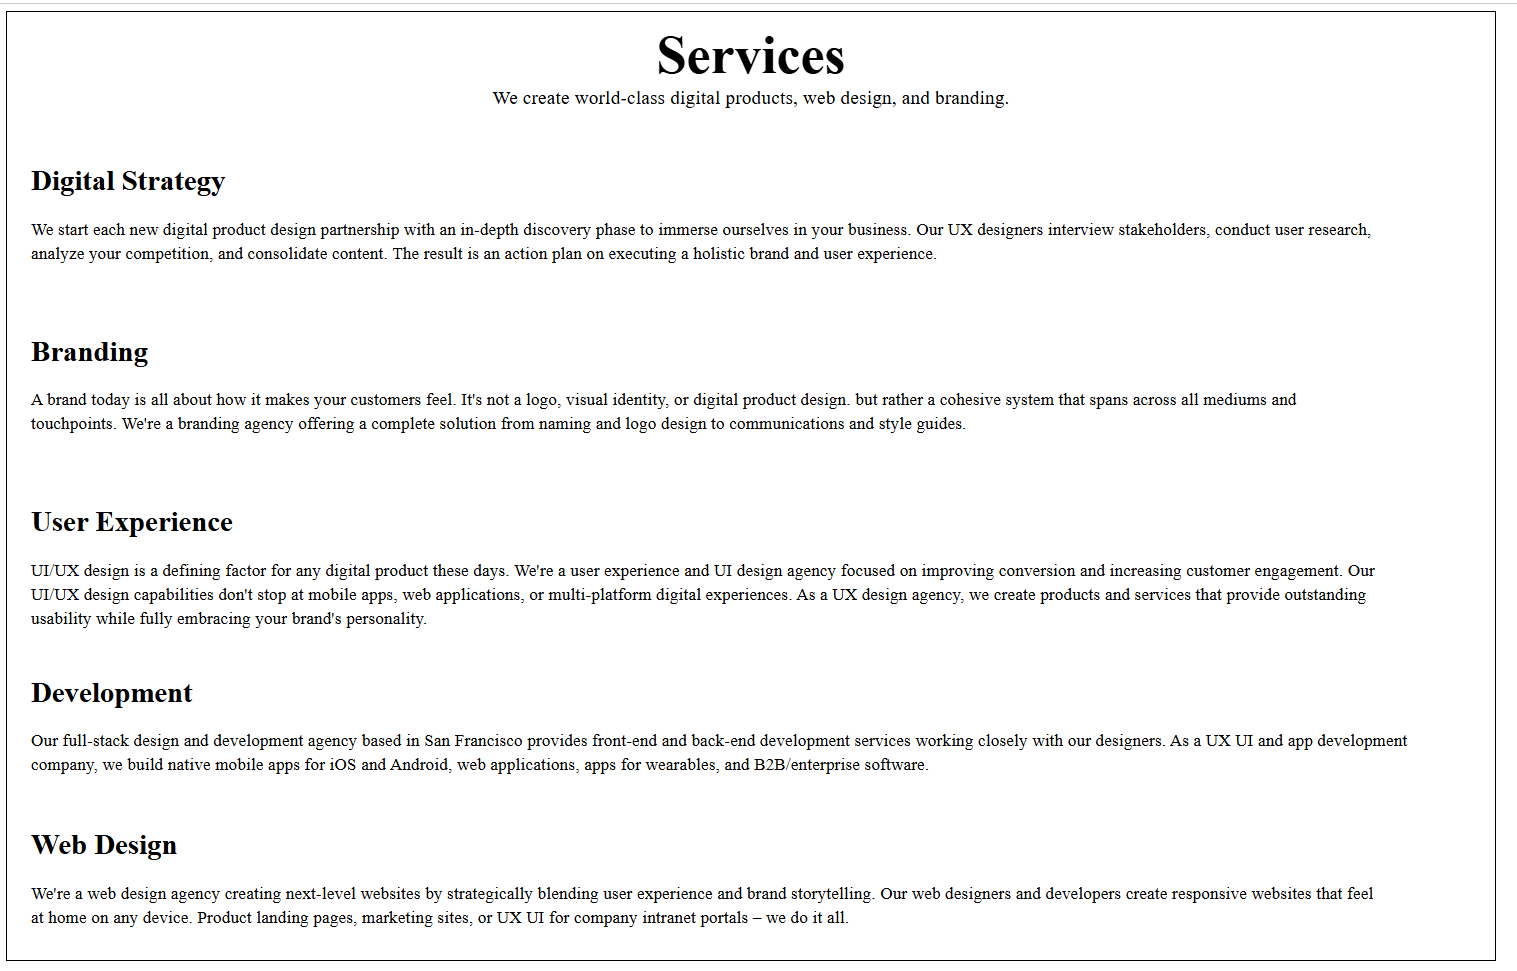 Services
We create world-class digital products, web design, and branding.
Digital Strategy
We start each new digital product design partnership with an in-depth discovery phase to immerse ourselves in your business. Our UX designers interview stakeholders, conduct user research,
analyze your competition, and consolidate content. The result is an action plan on executing a holistic brand and user experience.
Branding
A brand today is all about how it makes your customers feel. It's not a logo, visual identity, or digital product design. but rather a cohesive system that spans across all mediums and
touchpoints. We're a branding agency offering a complete solution from naming and logo design to communications and style guides.
User Experience
UI/UX design is a defining factor for any digital product these days. We're a user experience and UI design agency focused on improving conversion and increasing customer engagement. Our
UI/UX design capabilities don't stop at mobile apps, web applications, or multi-platform digital experiences. As a UX design agency, we create products and services that provide outstanding
usability while fully embracing your brand's personality.
Development
Our full-stack design and development agency based in San Francisco provides front-end and back-end development services working closely with our designers. As a UX UI and app development
company, we build native mobile apps for iOS and Android, web applications, apps for wearables, and B2B/enterprise software.
Web Design
We're a web design agency creating next-level websites by strategically blending user experience and brand storytelling. Our web designers and developers create responsive websites that feel
at home on any device. Product landing pages, marketing sites, or UX UI for company intranet portals – we do it all.